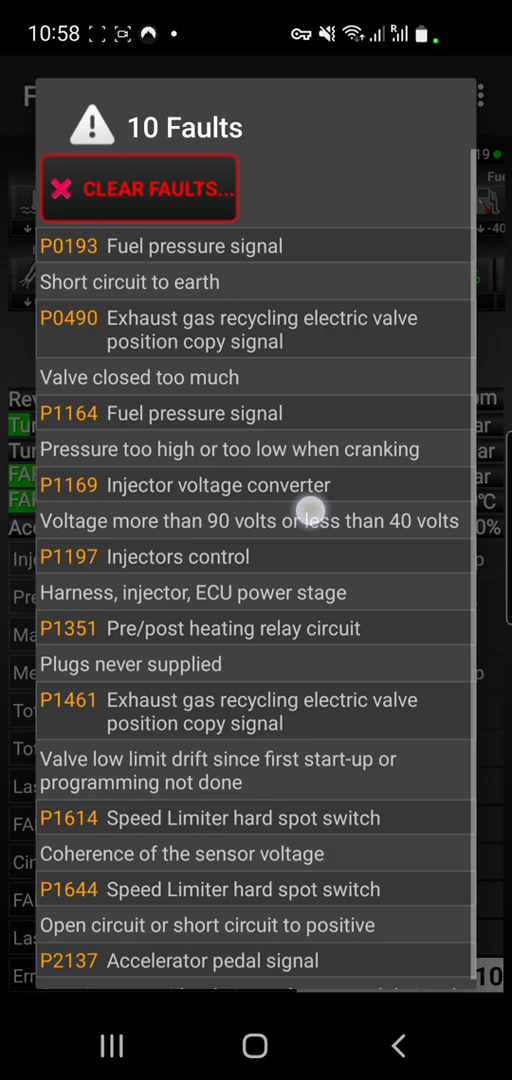 10:58
10 Faults
CLEAR FAULTS...
P0193 Fuel pressure signal
Short circuit to earth
P0490 Exhaust gas recycling electric valve
position copy signal
Valve closed too much
P1164 Fuel pressure signal
Pressure too high or too low when cranking
P1169 Injector voltage converter
Voltage more than 90 volts or less than 40 volts
P1197 Injectors control
Harness, injector, ECU power stage
P1351 Pre/post heating relay circuit
Plugs never supplied
P1461 Exhaust gas recycling electric valve
position copy signal
Valve low limit drift since first start-up or
programming not done
P1614 Speed Limiter hard spot switch
Coherence of the sensor voltage
P1644 Speed Limiter hard spot switch
Open circuit or short circuit to positive
P2137 Accelerator pedal signal
10